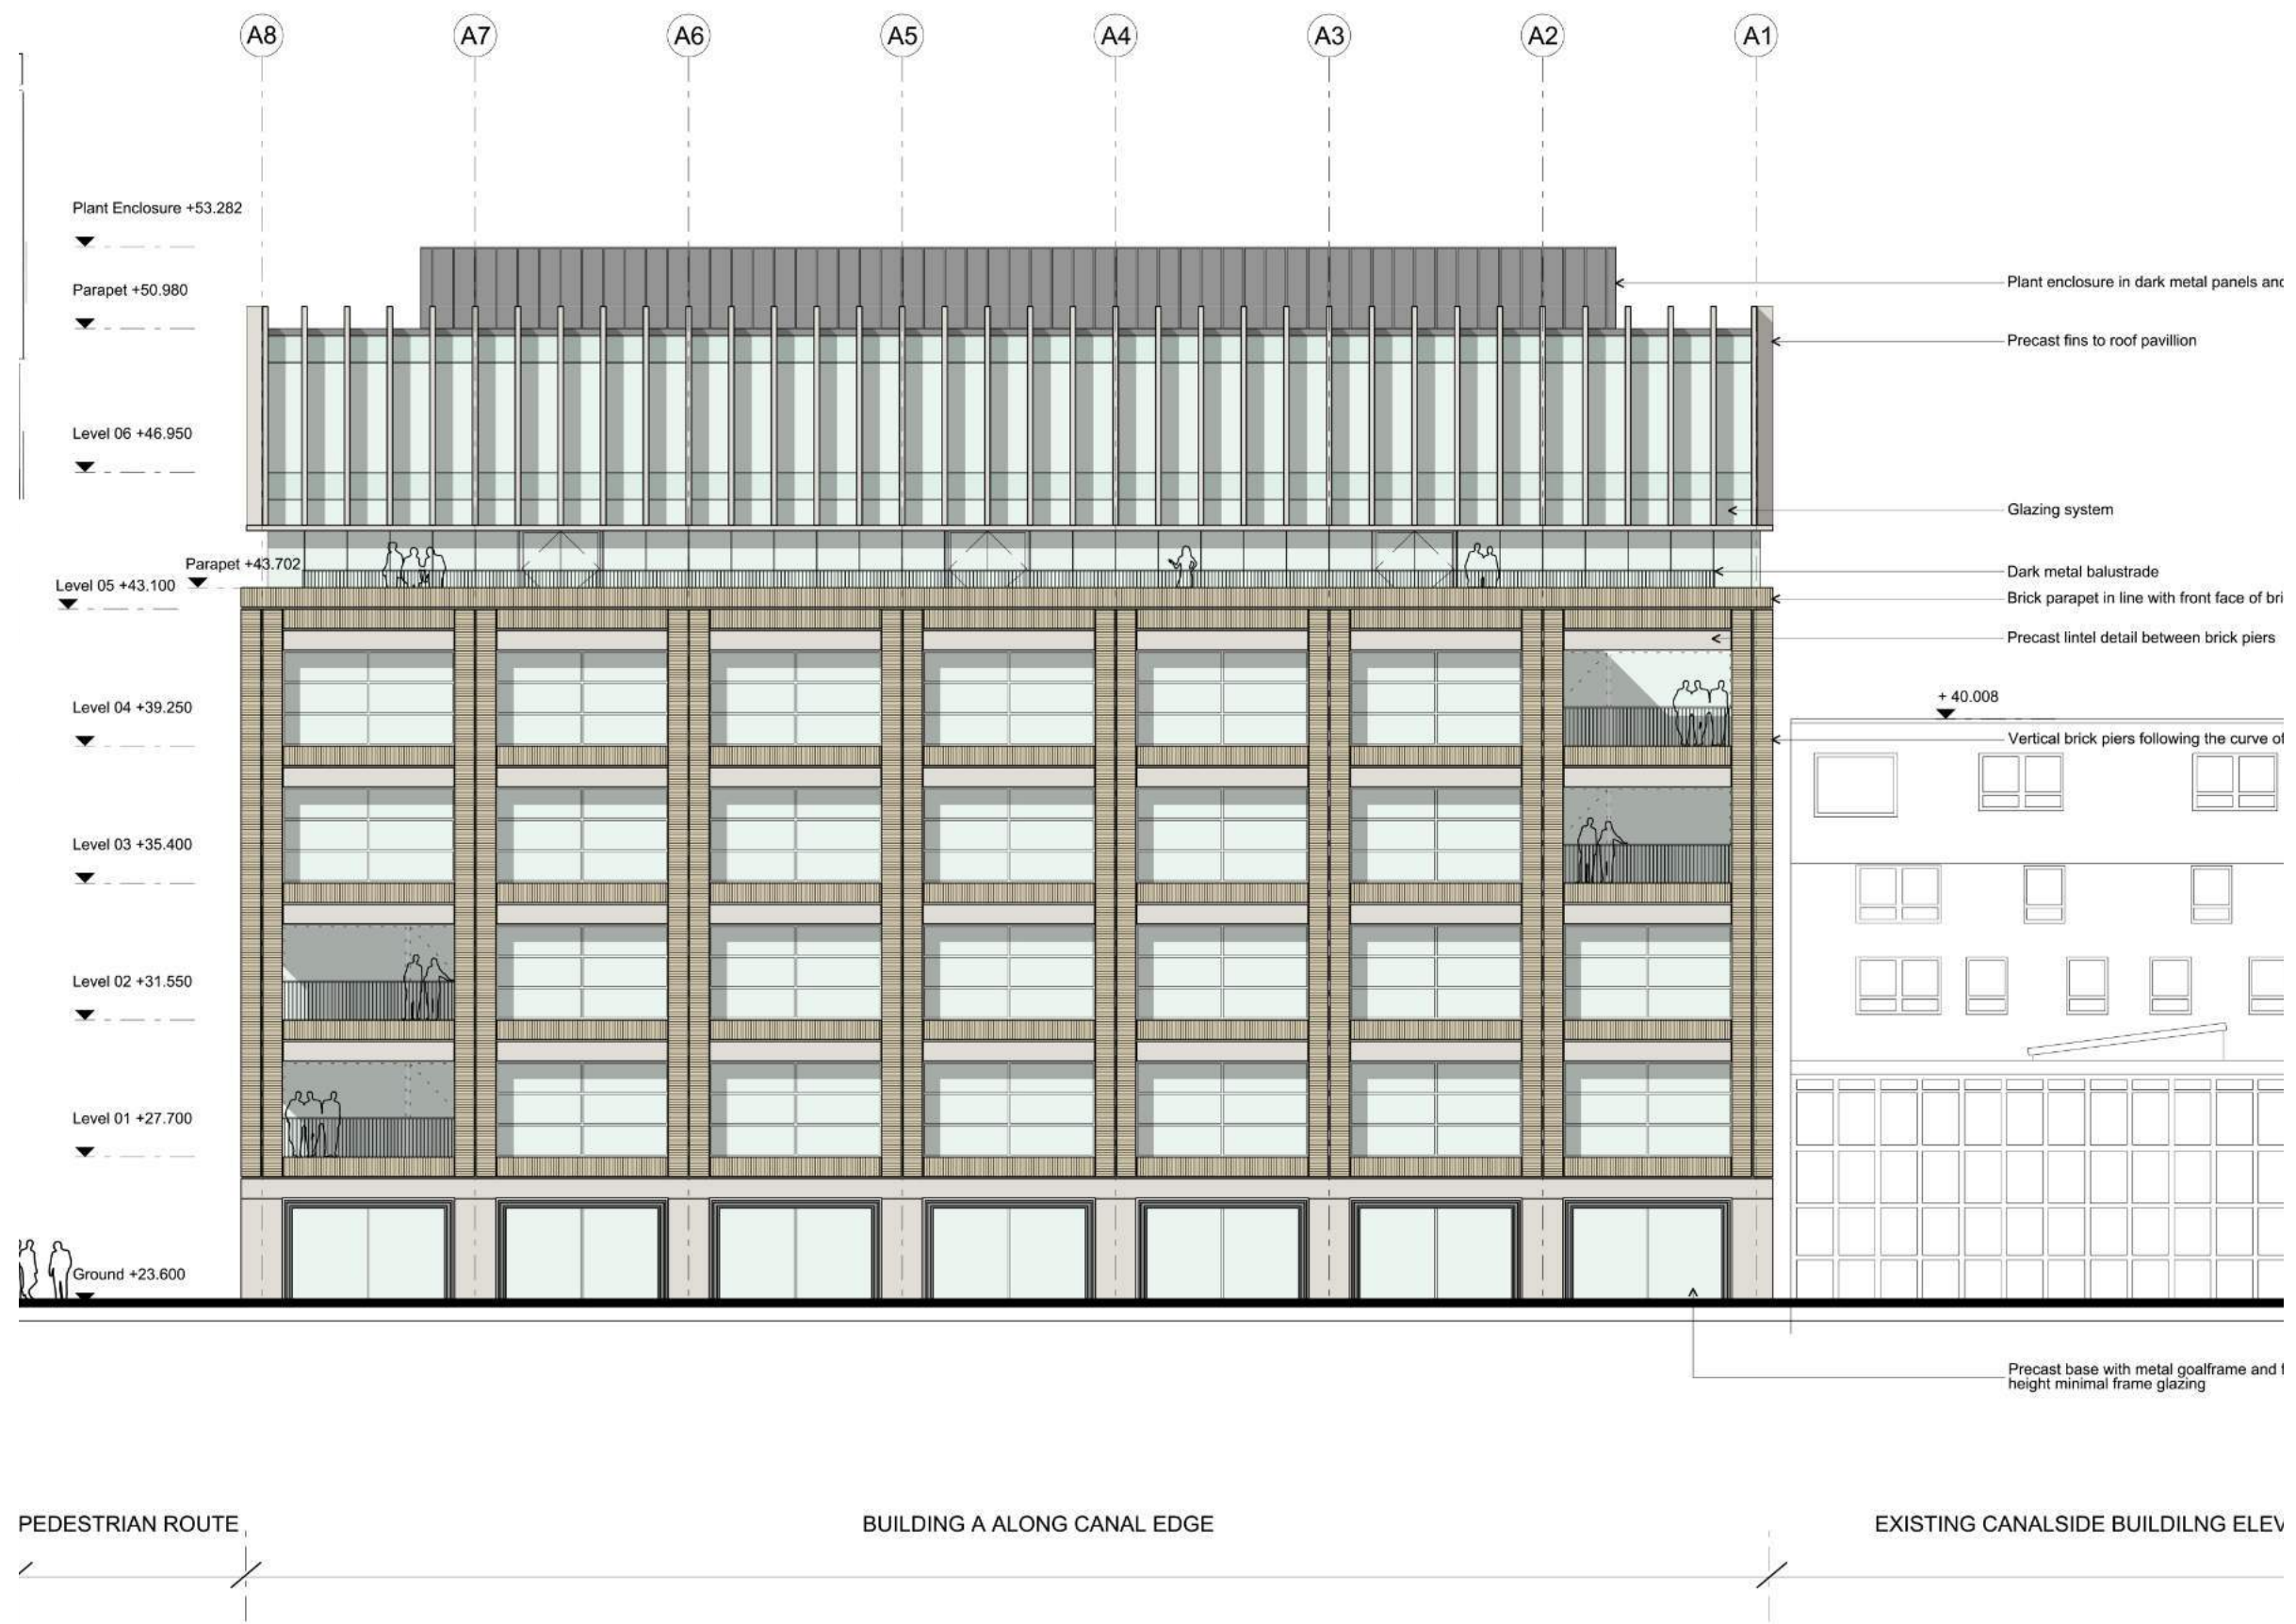 A8 A7 A6 A5 A4 A3 A2 A1
Plant Enclosure +53.282
Plant enclosure in dark metal panels and
Parapet +50.980
Precast fins to roof pavillion
Level 06 +46.950
Glazing system
Parapet +43.702
Dark metal balustrade
Level 05 +43.100
Brick parapet in line with front face of bri
Precast lintel detail between brick piers
+ 40.008
Level 04 +39.250
Vertical brick piers following the curve of
Level 03 +35.400
Level 02 +31.550
Level 01 +27.700
Ground +23.600
Precast base with metal goalframe and f
height minimal frame glazing
PEDESTRIAN ROUTE
BUILDING A ALONG CANAL EDGE
EXISTING CANALSIDE BUILDILNG ELEV